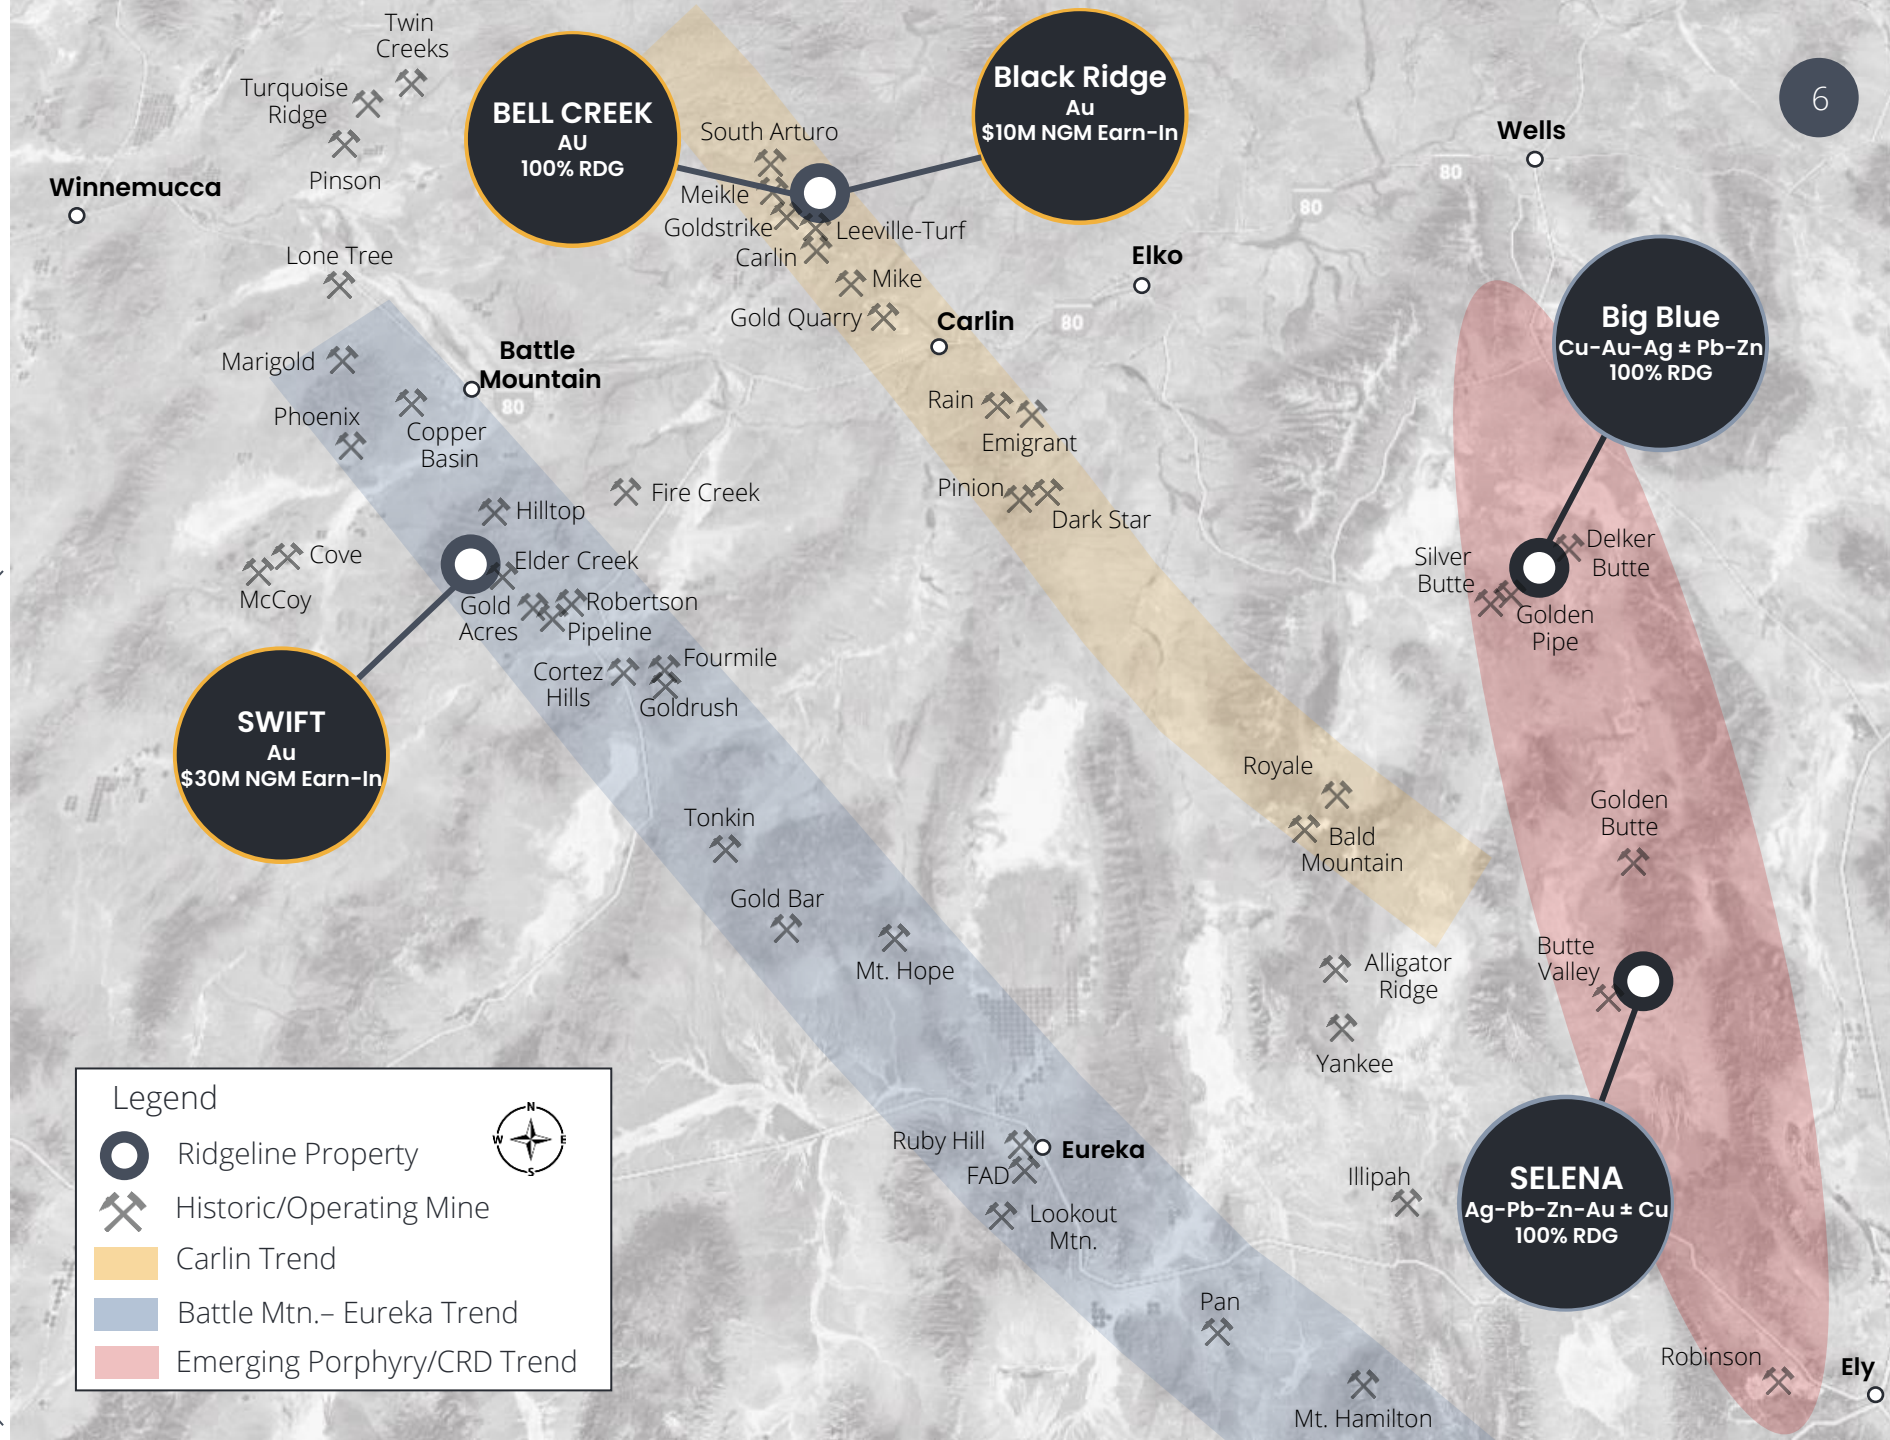 Twin
Creeks
Turquoise
Ridge
Pinson
Winnemucca
Lone Tree
BELL CREEK
AU
100% RDG
South Arturo
Meikle
Goldstrike
Leeville-Turf
Carlin
Mike
Gold Quarry
Black Ridge
Au
$10M NGM Earn-In
6
Wells
80
80
Elko
80
Carlin
Big Blue
Cu-Au-Ag ± Pb-Zn
100% RDG
Marigold
Battle
Mountain
80
Phoenix
Copper
Basin
Rain
Emigrant
Pinion
Dark Star
Fire Creek
Hilltop
Cove
McCoy
Elder Creek
Gold
Acres
Robertson
Pipeline
Cortez
Hills
Fourmile
Goldrush
Silver
Butte
Delker
Butte
Golden
Pipe
SWIFT
Au
$30M NGM Earn-In
Tonkin
Gold Bar
Mt. Hope
Royale
Bald
Mountain
Golden
Butte
Butte
Valley
Alligator
Ridge
Yankee
Ruby Hill
Eureka
FAD
Lookout
Mtn.
Illipah
SELENA
Ag-Pb-Zn-Au ± Cu
100% RDG
Pan
Mt. Hamilton
Robinson
Ely
Legend
N
W
E
S
Ridgeline Property
Historic/Operating Mine
Carlin Trend
Battle Mtn.– Eureka Trend
Emerging Porphyry/CRD Trend